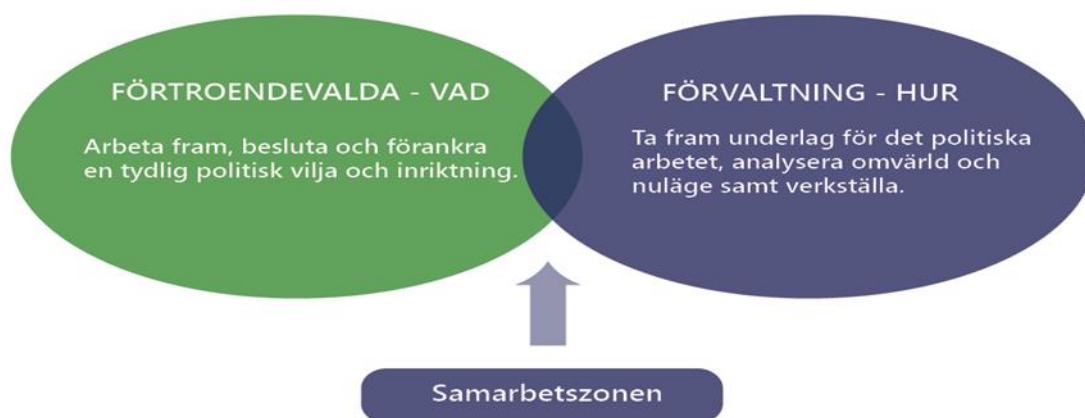 FÖRTROENDEVALDA - VAD
Arbeta fram, besluta och förankra
en tydlig politisk vilja och inriktning.
FÖRVALTNING - HUR
Ta fram underlag för det politiska
arbetet, analysera omvärld och
nuläge samt verkställa.
Samarbetszonen